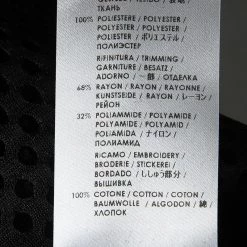 ТКАНЬ
100% POLIESTERE / POLYESTER /
POLYESTER / POLYESTER /
POLIESTER / ポリエステル /
ПОЛИЭСТЕР
RIFINITURA / TRIMMING /
GARNITURE / BESATZ /
ADORNO / 一部 / ОТДЕЛКА
68% RAYON / RAYON / RAYONNE /
KUNSTSEIDE / RAYON / レーヨン /
РЕЙОН
32% POLIAMMIDE / POLYAMIDE /
POLYAMIDE / POLYAMID /
POLIAMIDA / ナイロン /
ПОЛИАМИД
RICAMO / EMBROIDERY /
BRODERIE / STICKEREI /
BORDADO / ししゅう部分 /
ВЫШИВКА
100% COTONE / COTTON / COTON /
BAUMWOLLE / ALGODON / 綿 /
ХЛОПОК